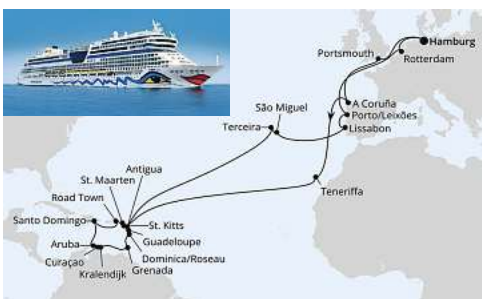 Hamburg
Portsmouth
Rotterdam
A Coruña
Porto/Leixões
Lissabon
São Miguel
Terceira
Teneriffa
Antigua
St. Maarten
Road Town
Santo Domingo
St. Kitts
Guadeloupe
Dominica/Roseau
Grenada
Aruba
Curaçao
Kralendijk